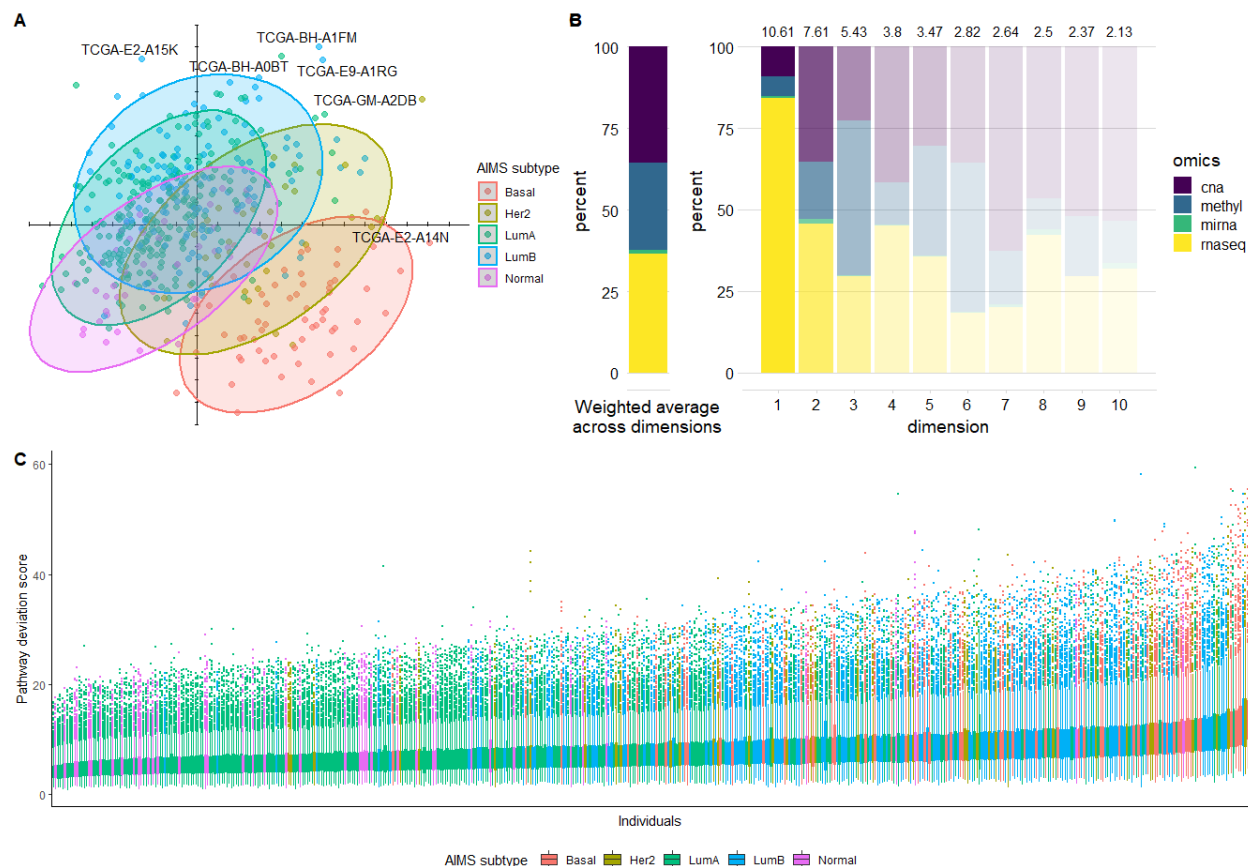 A
TCGA-E2-A15K
TCGA-BH-A1FM
TCGA-BH-A0BT
TCGA-E9-A1RG
TCGA-GM-A2DB
TCGA-E2-A14N
AIMS subtype
Basal
Her2
LumA
LumB
Normal
B
percent
100
75
50
25
0
Weighted average
across dimensions
percent
100
75
50
25
0
10.61 7.61 5.43 3.8 3.47 2.82 2.64 2.5 2.37 2.13
1 2 3 4 5 6 7 8 9 10
dimension
omics
cna
methyl
mirna
rnaseq
C
Pathway deviation score
60
40
20
0
Individuals
AIMS subtype Basal Her2 LumA LumB Normal